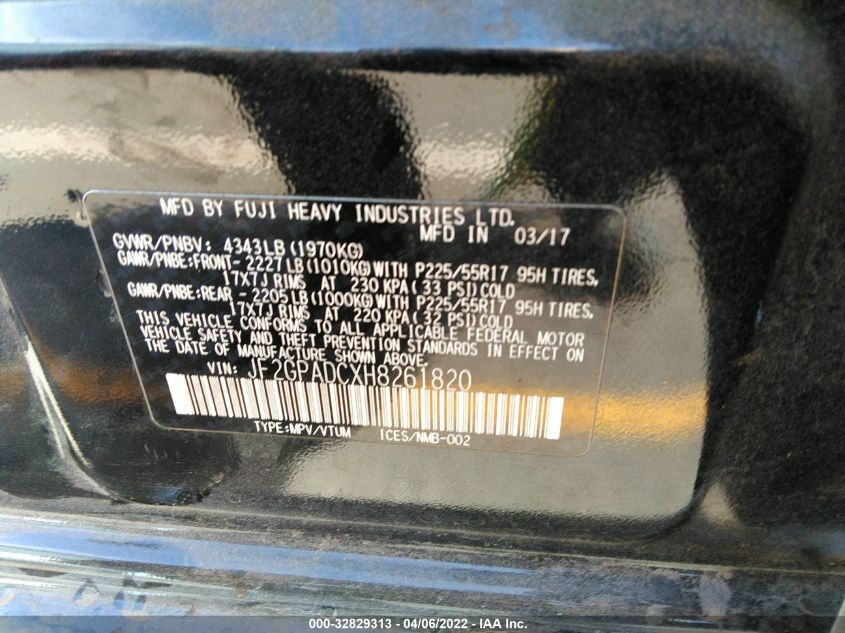 MFD BY FUJI HEAVY INDUSTRIES LTD.
MFD IN 03/17
GVWR/PNBV: 4343LB (1970KG)
GAWR/PNBE:FRONT-2227LB (1010KG) WITH P225/55R17 95H TIRES,
17X7J RIMS AT 230 KPA (33 PSI) COLD
GAWR/PNBE:REAR -2205LB (1000KG) WITH P225/55R17 95H TIRES,
17X7J RIMS AT 220 KPA (32 PSI) COLD
THIS VEHICLE CONFORMS TO ALL APPLICABLE FEDERAL MOTOR
VEHICLE SAFETY AND THEFT PREVENTION STANDARDS IN EFFECT ON
THE DATE OF MANUFACTURE SHOWN ABOVE.
VIN: JF2GPADCXH8261820
TYPE:MPV/VTUM ICES/NMB-002
000-32829313 - 04/06/2022 - IAA Inc.